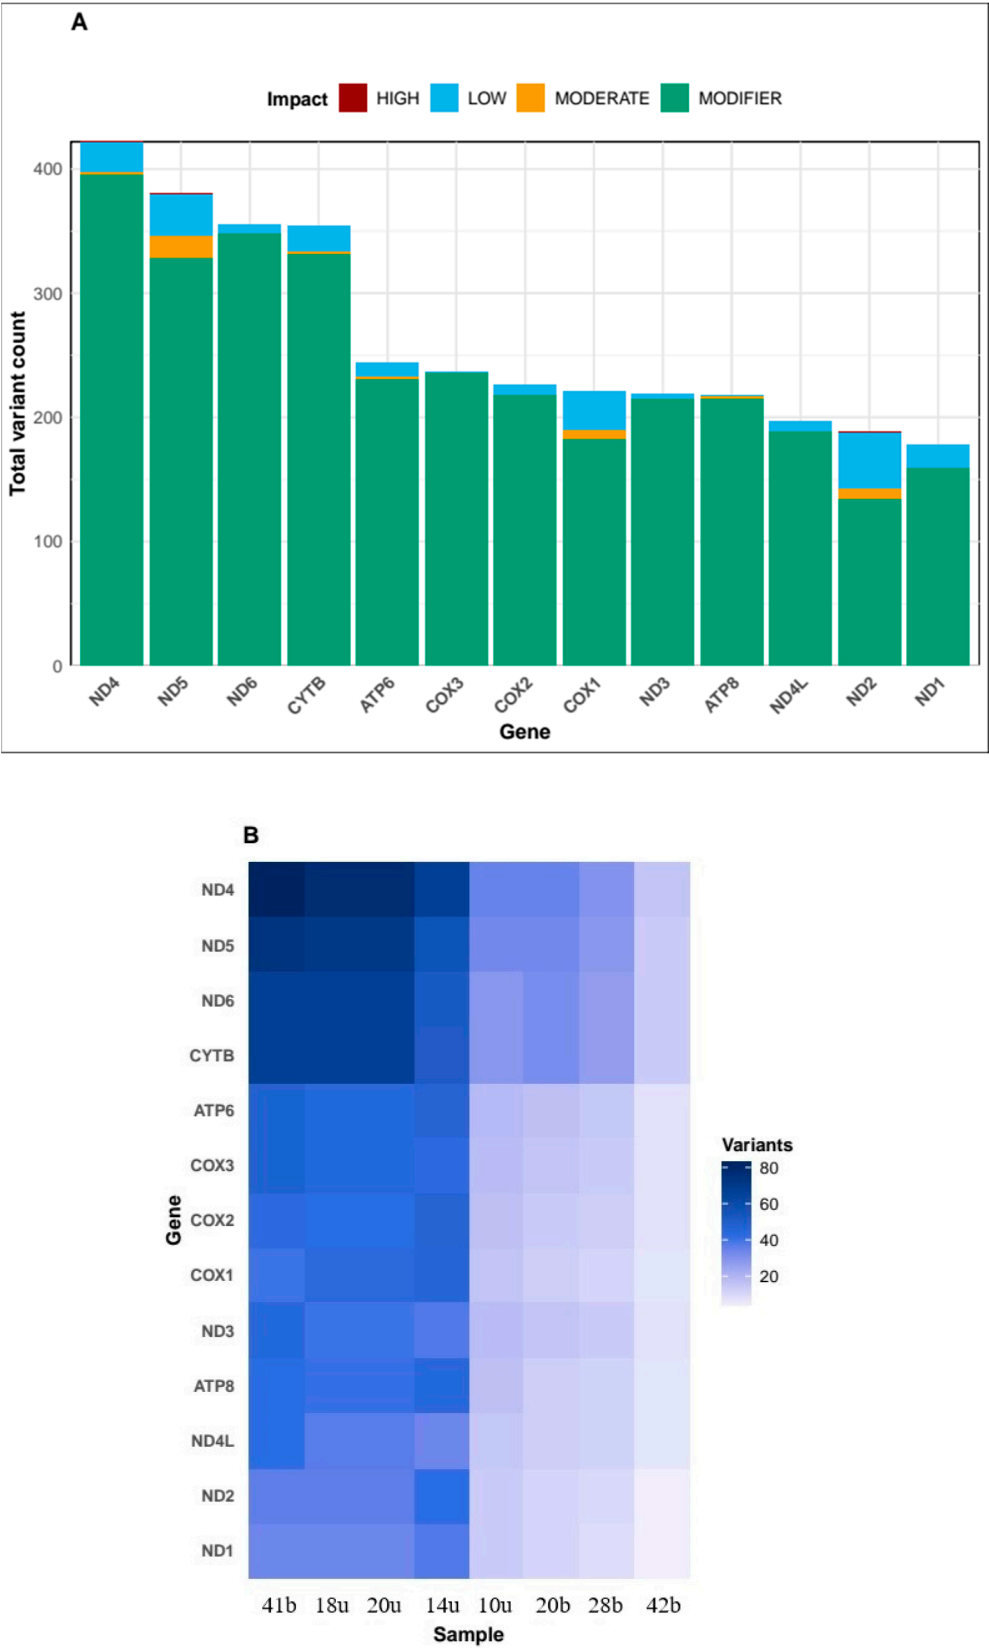 A
Impact HIGH LOW MODERATE MODIFIER
Total variant count
400
300
200
100
0
ND4 ND5 ND6 CYTB ATP6 COX3 COX2 COX1 ND3 ATP8 ND4L ND2 ND1
Gene
B
Gene
ND4
ND5
ND6
CYTB
ATP6
COX3
COX2
COX1
ND3
ATP8
ND4L
ND2
ND1
Variants
80
60
40
20
41b 18u 20u 14u 10u 20b 28b 42b
Sample